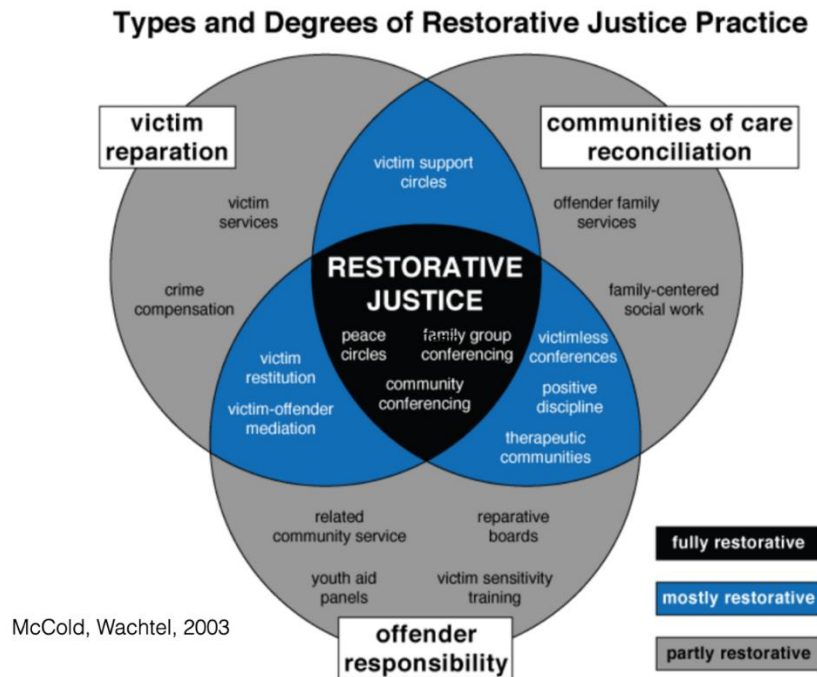 Types and Degrees of Restorative Justice Practice
victim
reparation
communities of care
reconciliation
victim support
circles
victim
services
offender family
services
crime
compensation
family-centered
social work
RESTORATIVE
JUSTICE
peace
circles
family group
conferencing
community
conferencing
victimless
conferences
positive
discipline
therapeutic
communities
victim
restitution
victim-offender
mediation
related
community service
reparative
boards
youth aid
panels
victim sensitivity
training
offender
responsibility
McCold, Wachtel, 2003
fully restorative
mostly restorative
partly restorative